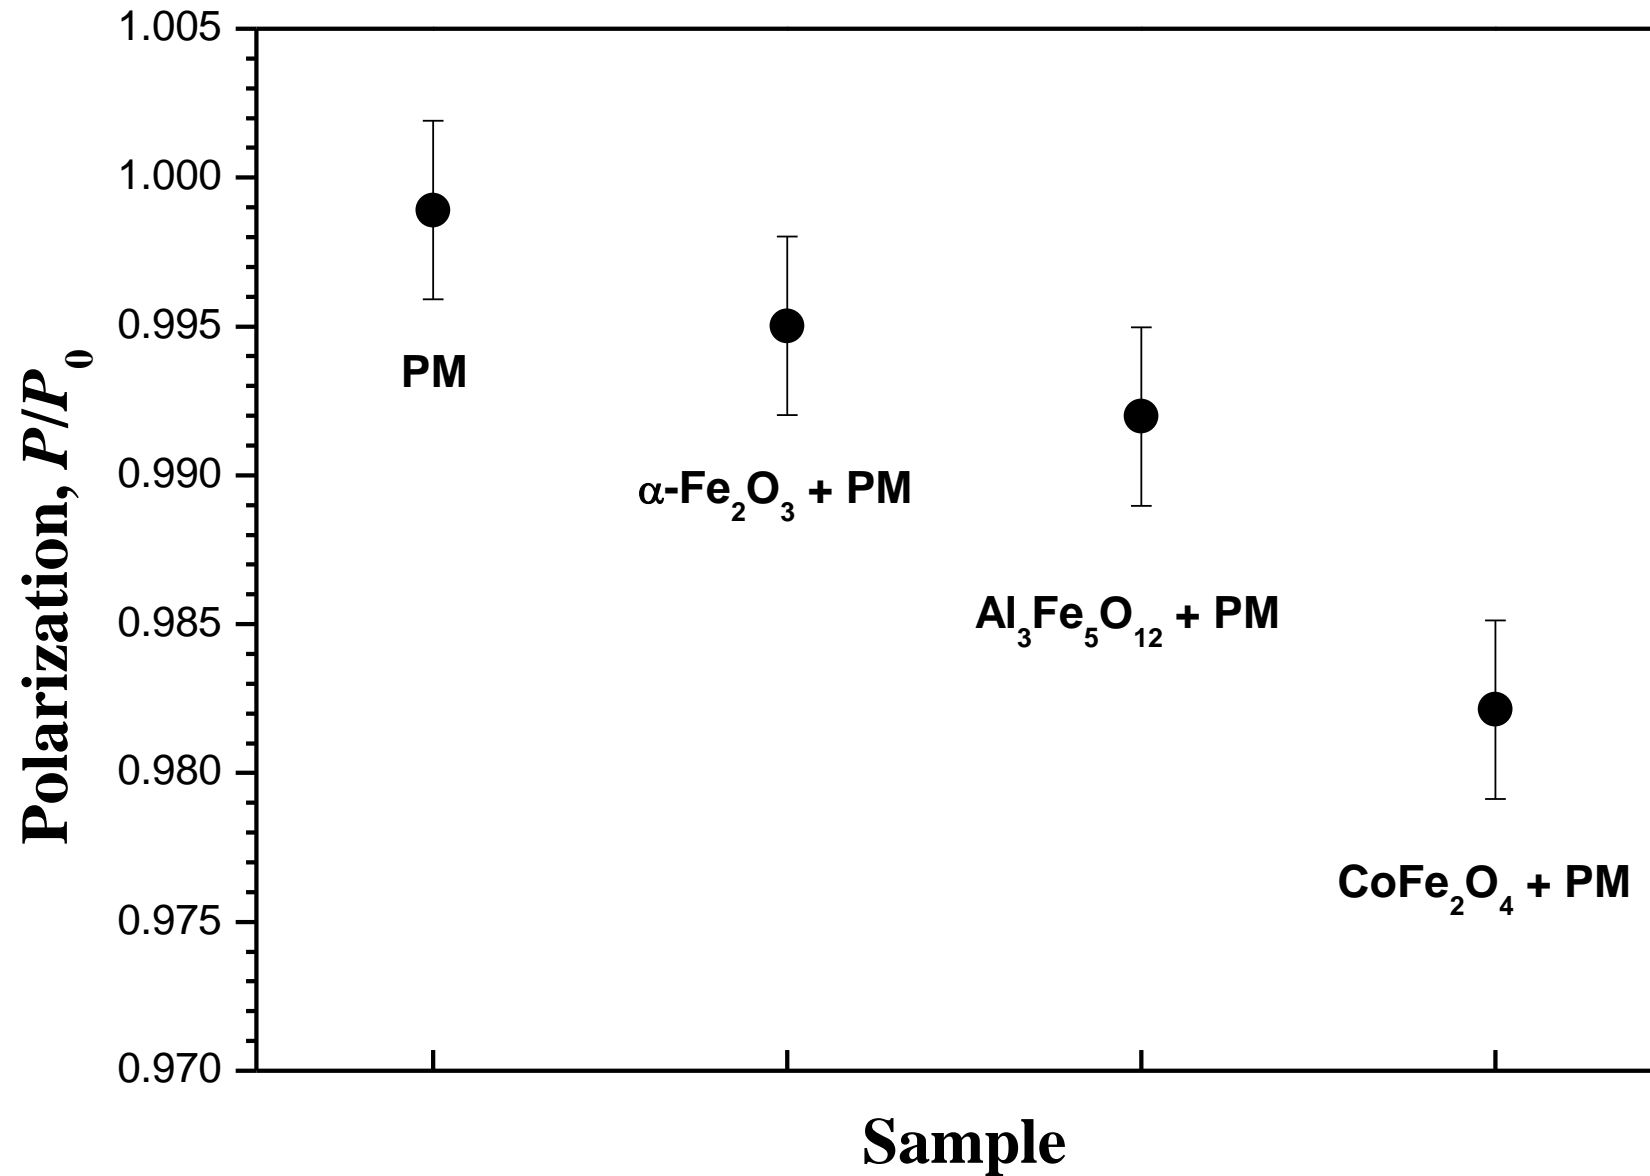 1.005
1.000
0.995
0.990
0.985
0.980
0.975
0.970
Polarization, P/P0
PM
α-Fe2O3 + PM
Al3Fe5O12 + PM
CoFe2O4 + PM
Sample